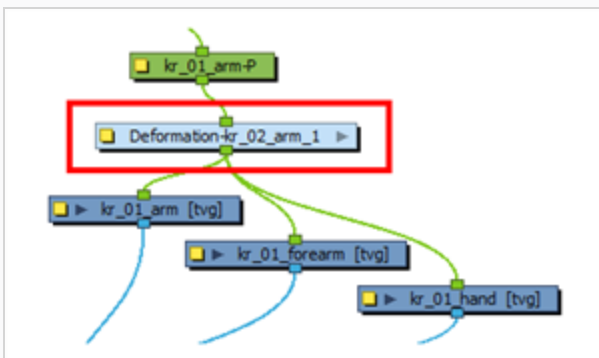 kr_01_arm-P
Deformation-kr_02_arm_1
kr_01_arm [tvg]
kr_01_forearm [tvg]
kr_01_hand [tvg]